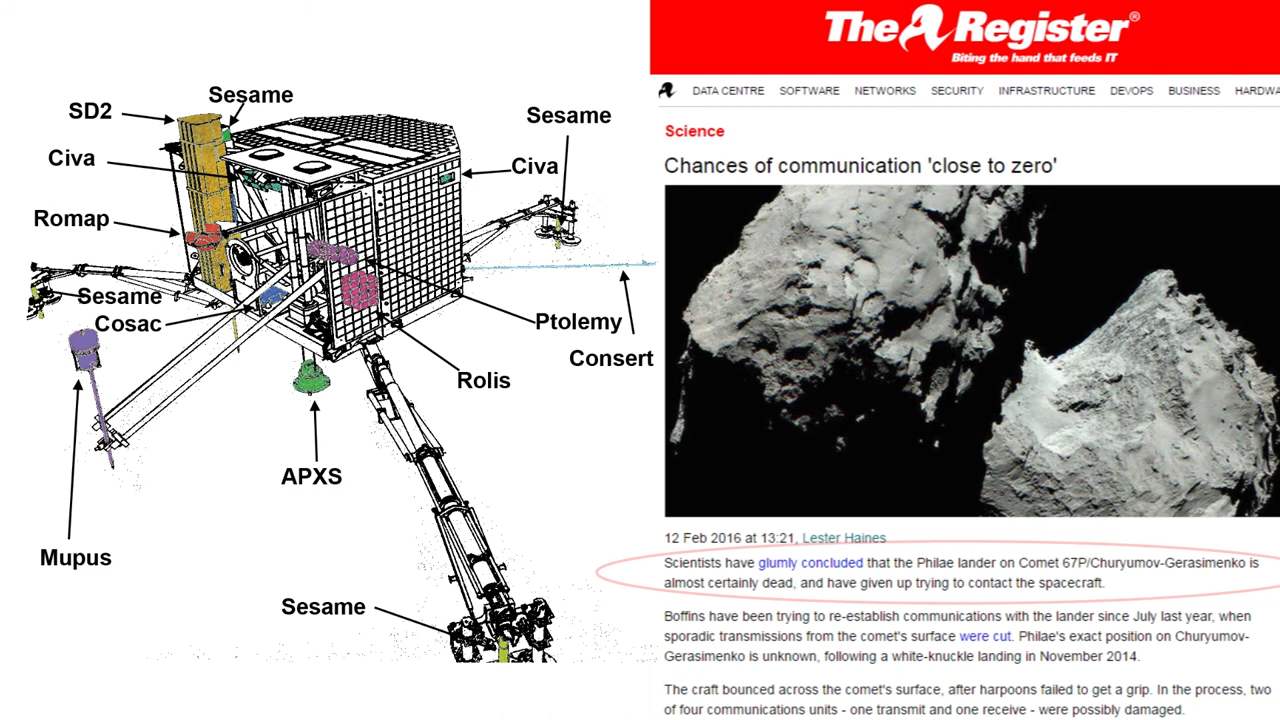 SD2
Sesame
Sesame
Civa
Civa
Romap
Sesame
Cosac
Ptolemy
Consert
Rolis
APXS
Mupus
Sesame
The Register®
Biting the hand that feeds IT
DATA CENTRE SOFTWARE NETWORKS SECURITY INFRASTRUCTURE DEVOPS BUSINESS HARDWA
Science
Chances of communication 'close to zero'
12 Feb 2016 at 13:21, Lester Haines
Scientists have glumly concluded that the Philae lander on Comet 67P/Churyumov-Gerasimenko is
almost certainly dead, and have given up trying to contact the spacecraft.
Boffins have been trying to re-establish communications with the lander since July last year, when
sporadic transmissions from the comet's surface were cut. Philae's exact position on Churyumov-
Gerasimenko is unknown, following a white-knuckle landing in November 2014.
The craft bounced across the comet's surface, after harpoons failed to get a grip. In the process, two
of four communications units - one transmit and one receive - were possibly damaged.